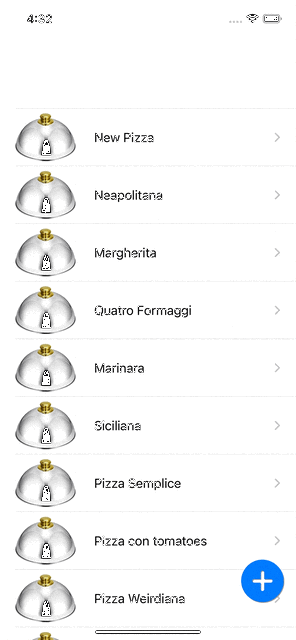 4:32
New Pizza
Neapolitana
Margherita
Quatro Formaggi
Marinara
Siciliana
Pizza Semplice
Pizza con tomatoes
Pizza Weirdiana